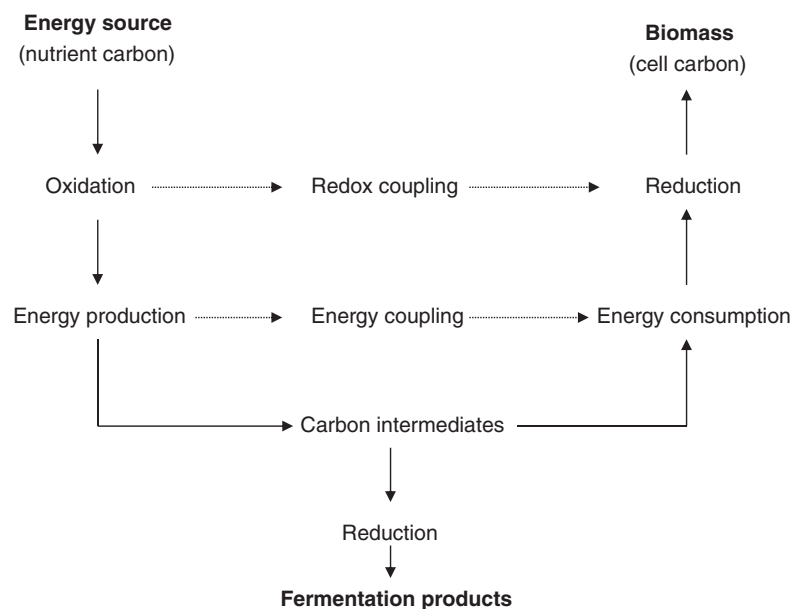 Energy source
(nutrient carbon)
Biomass
(cell carbon)
Oxidation
Redox coupling
Reduction
Energy production
Energy coupling
Energy consumption
Carbon intermediates
Reduction
Fermentation products